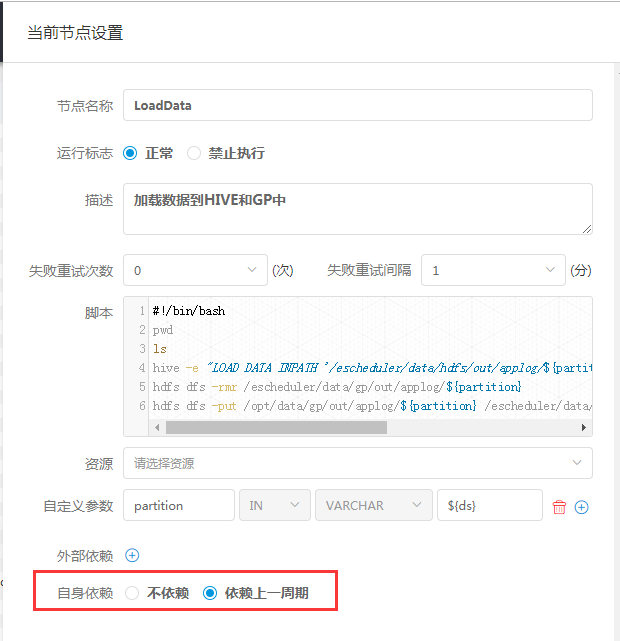 当前节点设置
节点名称 LoadData
运行标志 正常 禁止执行
描述 加载数据到HIVE和GP中
失败重试次数 0 (次) 失败重试间隔 1 (分)
脚本 1 #!/bin/bash
2 pwd
3 ls
4 hive -e "LOAD DATA INPATH '/escheduler/data/hdfs/out/applog/${partit
5 hdfs dfs -rmr /escheduler/data/gp/out/applog/${partition}
6 hdfs dfs -put /opt/data/gp/out/applog/${partition} /escheduler/data/
资源 请选择资源
自定义参数 partition IN VARCHAR ${ds}
外部依赖
自身依赖 不依赖 依赖上一周期